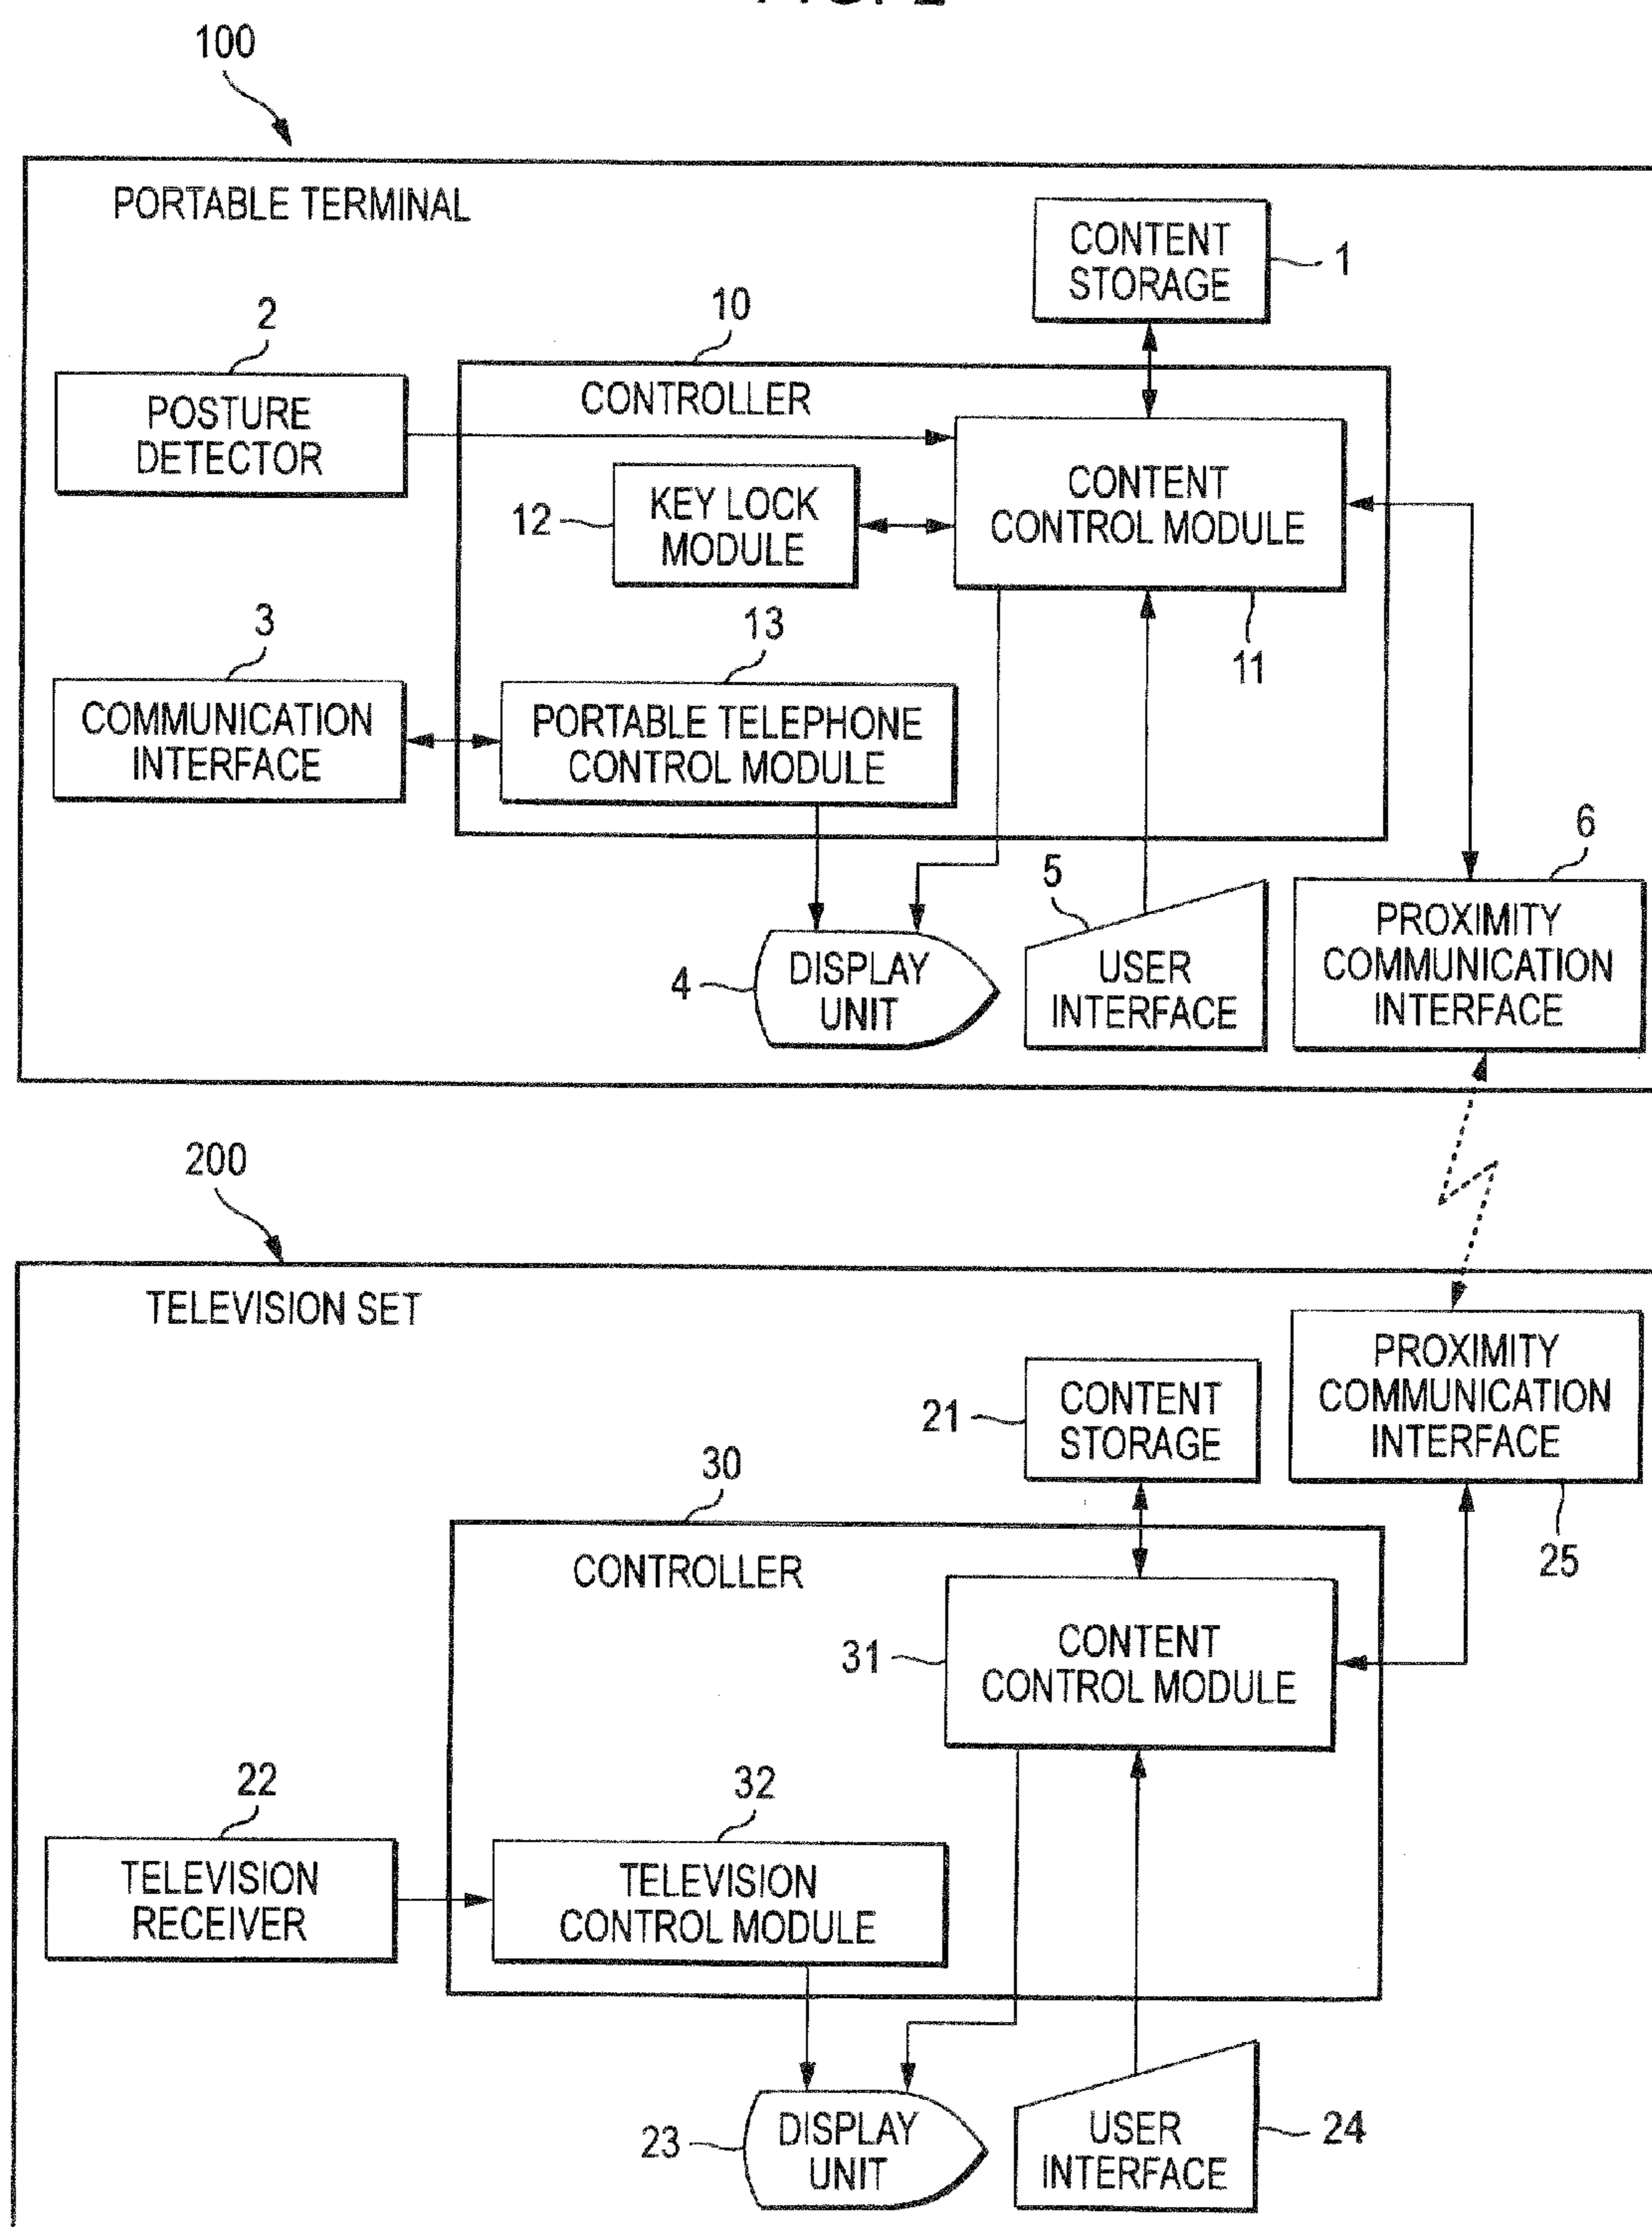 100
PORTABLE TERMINAL
CONTENT
STORAGE
1
10
2
CONTROLLER
POSTURE
DETECTOR
KEY LOCK
MODULE
12
CONTENT
CONTROL MODULE
11
3
13
COMMUNICATION
INTERFACE
PORTABLE TELEPHONE
CONTROL MODULE
6
5
4
DISPLAY
UNIT
USER
INTERFACE
PROXIMITY
COMMUNICATION
INTERFACE
200
TELEVISION SET
PROXIMITY
COMMUNICATION
INTERFACE
25
21
CONTENT
STORAGE
30
CONTROLLER
31
CONTENT
CONTROL MODULE
22
32
TELEVISION
RECEIVER
TELEVISION
CONTROL MODULE
23
DISPLAY
UNIT
USER
INTERFACE
24